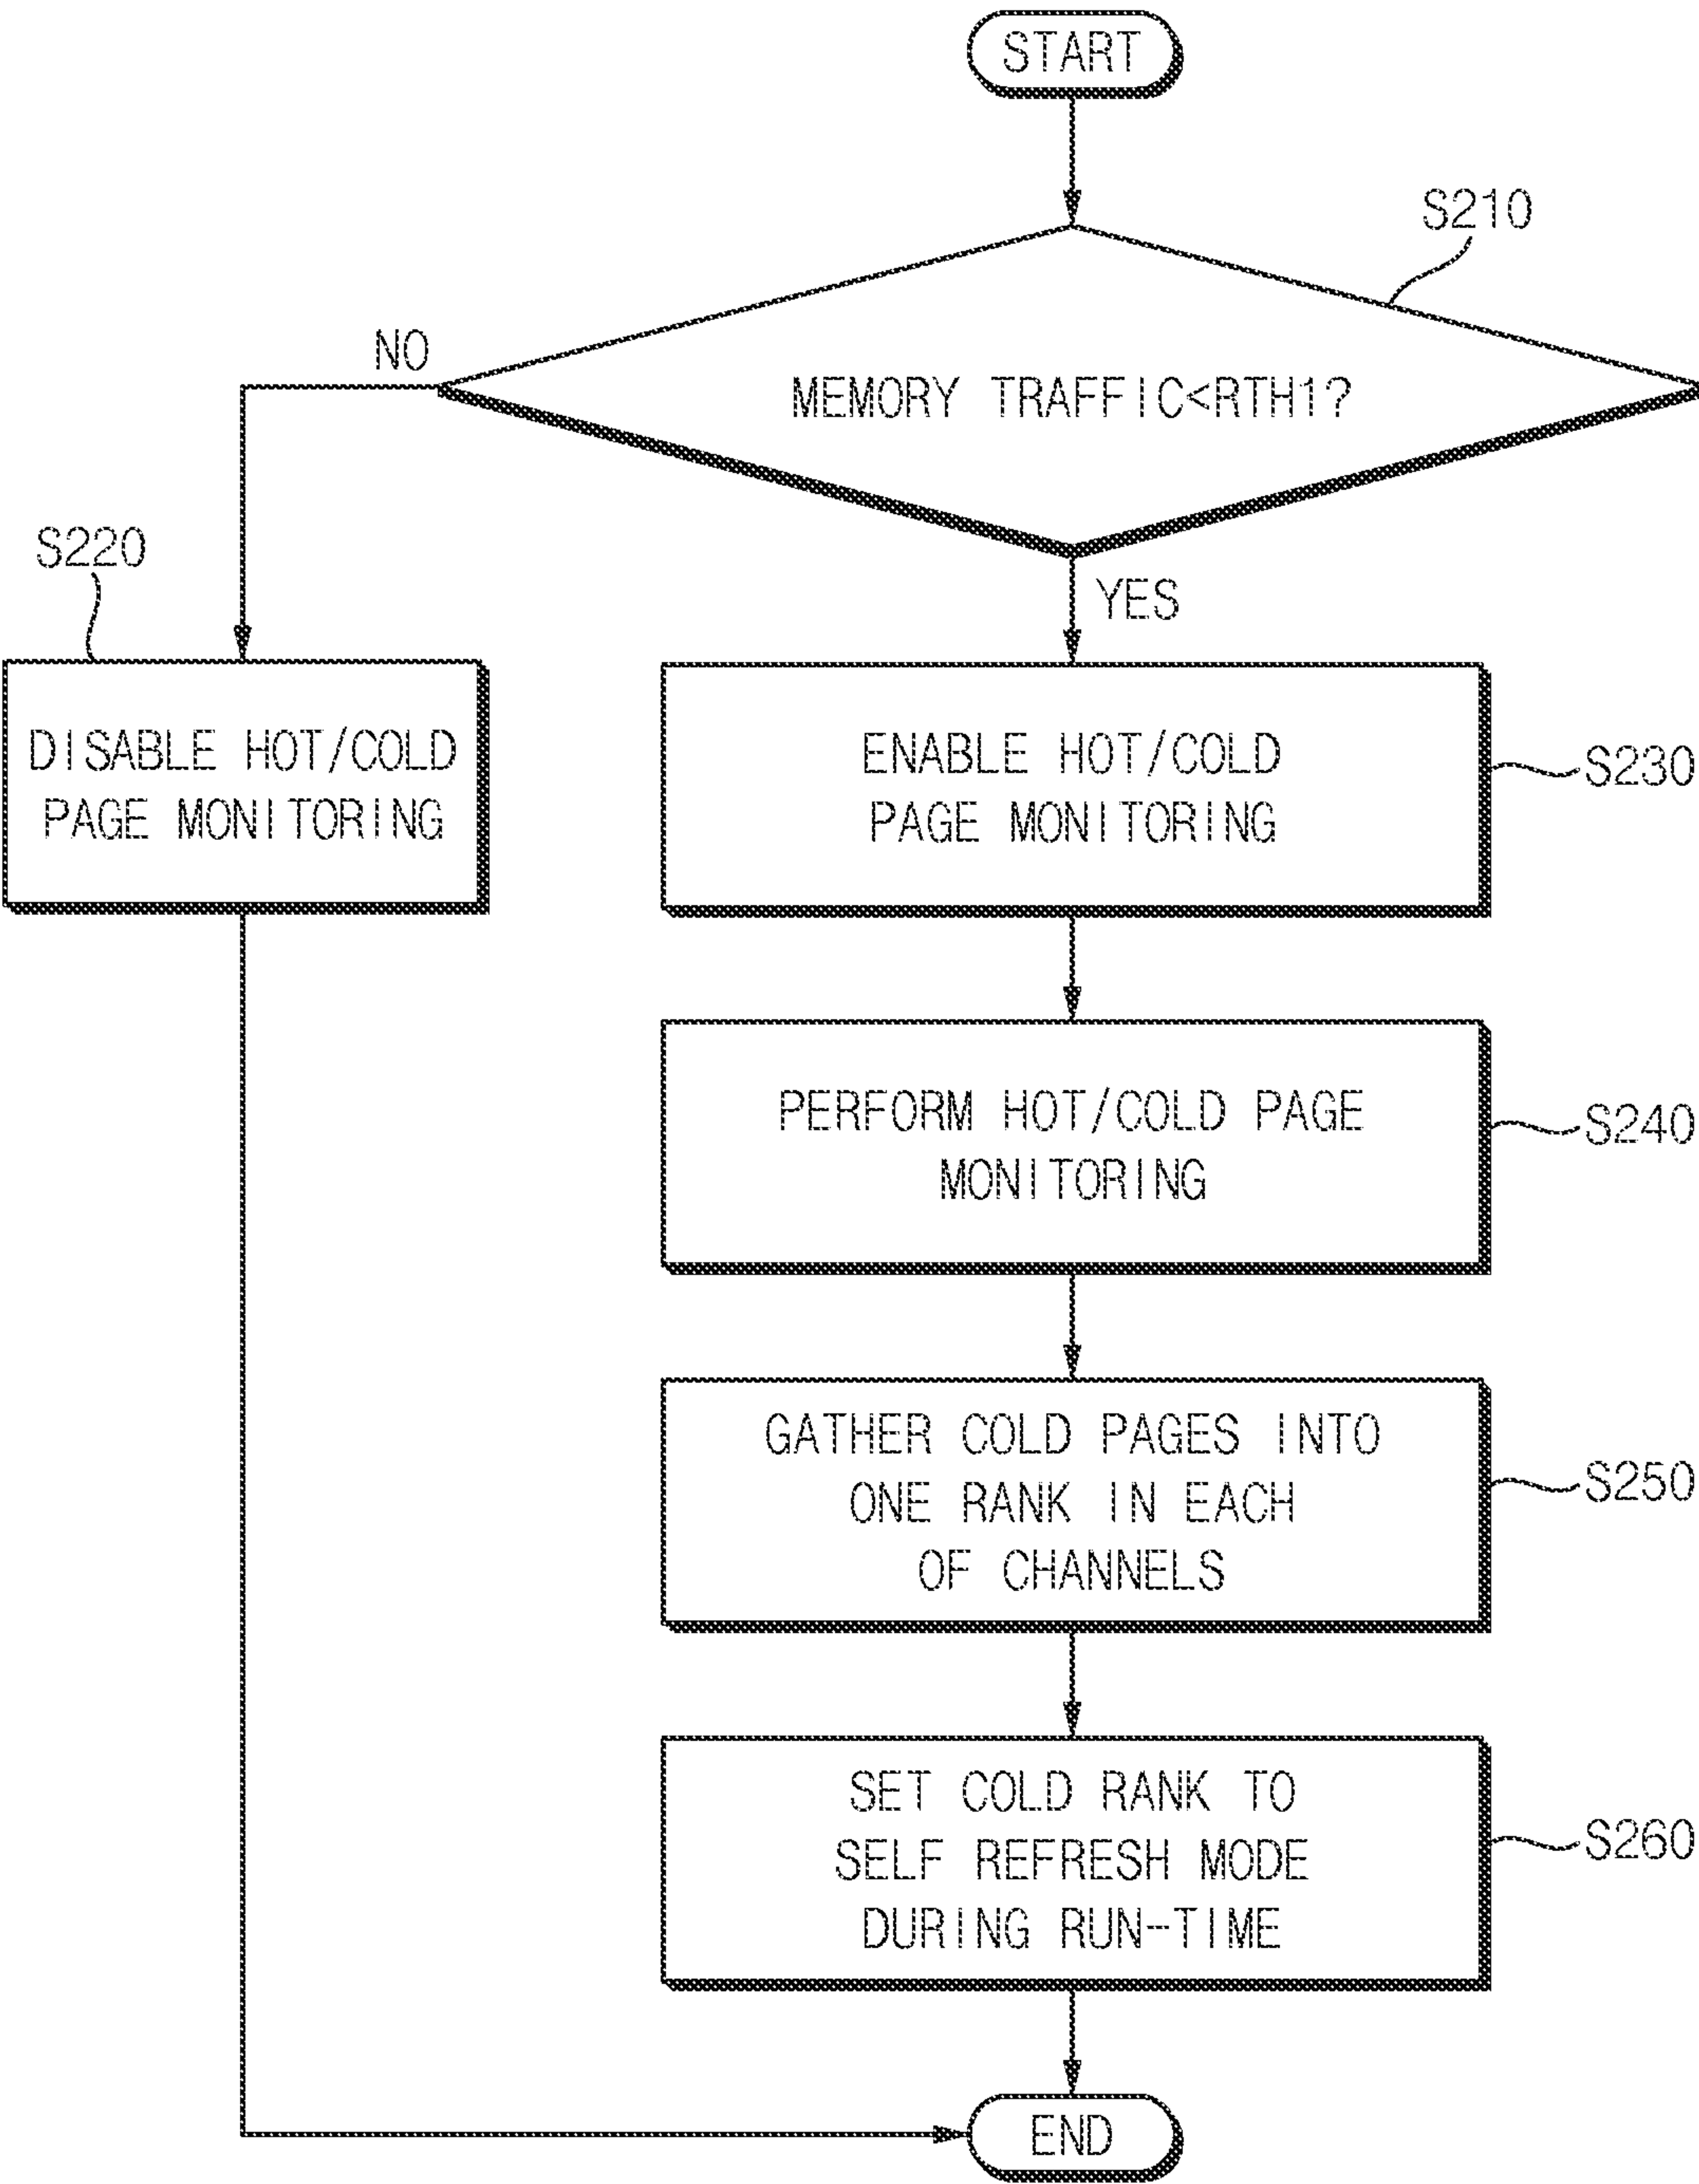 START
S210
NO
MEMORY TRAFFIC<RTH1?
S220
YES
DISABLE HOT/COLD
PAGE MONITORING
ENABLE HOT/COLD
PAGE MONITORING
S230
PERFORM HOT/COLD PAGE
MONITORING
S240
GATHER COLD PAGES INTO
ONE RANK IN EACH
OF CHANNELS
S250
SET COLD RANK TO
SELF REFRESH MODE
DURING RUN-TIME
S260
END